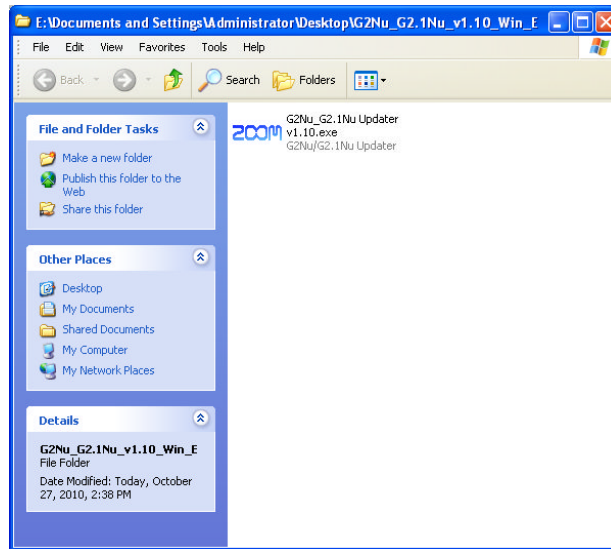 E:\Documents and Settings\Administrator\Desktop\G2Nu_G2.1Nu_v1.10_Win_E
File Edit View Favorites Tools Help
Back Search Folders
File and Folder Tasks
Make a new folder
Publish this folder to the
Web
Share this folder
Other Places
Desktop
My Documents
Shared Documents
My Computer
My Network Places
Details
G2Nu_G2.1Nu_v1.10_Win_E
File Folder
Date Modified: Today, October
27, 2010, 2:38 PM
ZOOM
G2Nu_G2.1Nu Updater
v1.10.exe
G2Nu/G2.1Nu Updater